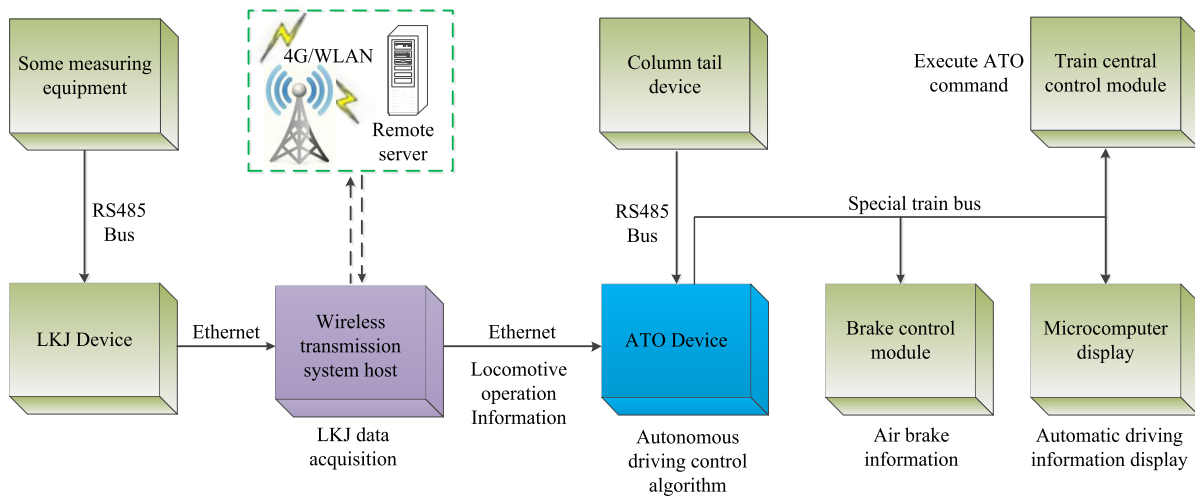 Some measuring
equipment
4G/WLAN
Remote
server
Column tail
device
Execute ATO
command
Train central
control module
RS485
Bus
RS485
Bus
Special train bus
LKJ Device
Ethernet
Wireless
transmission
system host
Ethernet
Locomotive
operation
Information
ATO Device
Brake control
module
Microcomputer
display
LKJ data
acquisition
Autonomous
driving control
algorithm
Air brake
information
Automatic driving
information display